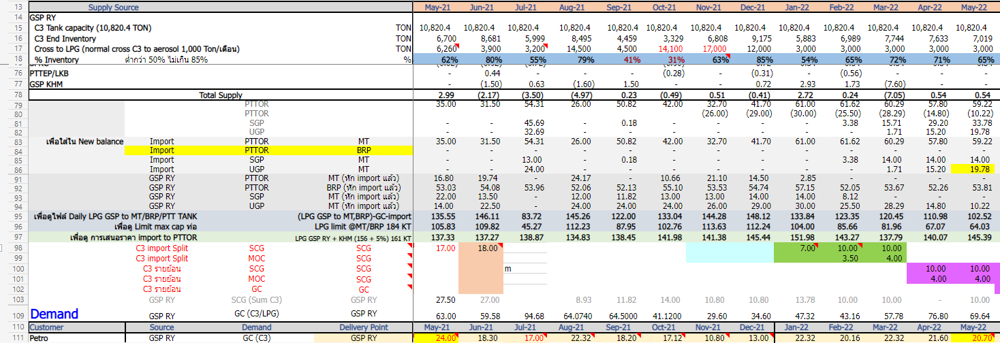 13 Supply Source May-21 Jun-21 Jul-21 Aug-21 Sep-21 Oct-21 Nov-21 Dec-21 Jan-22 Feb-22 Mar-22 Apr-22 May-22
14 GSP RY
15 C3 Tank capacity (10,820.4 TON) TON 10,820.4 10,820.4 10,820.4 10,820.4 10,820.4 10,820.4 10,820.4 10,820.4 10,820.4 10,820.4 10,820.4 10,820.4 10,820.4
16 C3 End Inventory TON 6,700 8,681 5,999 8,495 4,459 3,329 6,808 9,175 5,883 6,989 7,744 7,633 7,019
17 Cross to LPG (normal cross C3 to aerosol 1,000 Ton/เดือน) TON 6,260 3,900 3,200 14,500 4,500 14,100 17,000 12,000 3,000 3,000 3,000 3,000 3,000
18 % Inventory ต่ำกว่า 50% ไม่เกิน 85% % 62% 80% 55% 79% 41% 31% 63% 85% 54% 65% 72% 71% 65%
76 PTTEP/LKB - 0.44 - - - (0.28) - (0.31) - (0.56) - - -
77 GSP KHM - (1.50) 0.63 (1.60) 1.50 - - 0.72 2.93 1.73 (7.60) - -
78 Total Supply 2.99 (2.17) (3.50) (4.97) 0.23 (0.49) 0.51 (0.41) 2.72 0.24 (7.05) 0.54 0.54
79 PTTOR 35.00 31.50 54.31 26.00 50.82 42.00 32.70 41.70 61.00 61.62 60.29 57.80 59.22
80 PTTOR (26.00) (29.00) (30.00) (25.50) (28.29) (14.80) (10.22)
81 SGP - - 45.69 - 0.18 - - - - 3.38 15.71 29.20 33.78
82 UGP - - 32.69 - - - - - - - 1.71 15.20 19.78
83 เพื่อใส่ใน New balance Import PTTOR MT 35.00 31.50 54.31 26.00 50.82 42.00 32.70 41.70 61.00 61.62 60.29 57.80 59.22
84 Import PTTOR BRP - - - - - - - - - - - - -
85 Import SGP MT - - 13.00 - 0.18 - - - - 3.38 14.00 14.00 14.00
86 Import UGP MT - - 24.00 - - - - - - - 1.71 15.20 19.78
91 GSP RY PTTOR MT (หัก import แล้ว) 16.80 19.74 - 24.17 - 10.66 21.10 14.50 2.85 - - - -
92 GSP RY PTTOR BRP (หัก import แล้ว) 53.03 54.08 53.96 52.06 52.13 55.10 53.53 54.74 57.15 52.05 53.67 52.26 53.81
93 GSP RY SGP MT (หัก import แล้ว) 22.00 13.50 - 12.00 11.82 13.00 13.00 14.00 14.00 8.12 - - -
94 GSP RY UGP MT (หัก import แล้ว) 14.00 22.50 - 24.00 24.00 24.00 26.00 29.00 30.00 25.50 28.29 14.80 10.22
95 เพื่อดูไฟล์ Daily LPG GSP to MT/BRP/PTT TANK (LPG GSP to MT,BRP)-GC-import 135.55 146.11 83.72 145.26 122.00 133.04 144.28 148.12 133.84 123.35 120.45 110.98 102.52
96 เพื่อดู Limit max cap ท่อ LPG limit @MT/BRP 184 KT 105.83 109.82 45.27 112.23 87.95 102.77 113.63 112.24 104.00 85.66 81.96 67.07 64.03
97 เพื่อดู การเสนอราคา import to PTTOR LPG GSP RY + KHM (156 + 5%) 161 KT 137.33 137.27 138.87 134.83 138.45 141.98 141.38 145.44 151.98 143.27 137.79 140.07 145.39
98 C3 import Split SCG SCG 17.00 18.00 7.00 10.00 10.00
99 C3 import Split MOC SCG 3.50 4.00
100 C3 รายย้อน SCG SCG m 10.00 10.00
101 C3 รายย้อน MOC SCG 4.00 4.00
102 C3 รายย้อน GC GC
103 GSP RY SCG (Sum C3) GSP RY 27.50 27.00 8.93 11.82 14.00 10.80 10.80 13.78 10.00 10.00 - 10.00
109 Demand GSP RY GC (C3/LPG) GSP RY 63.00 59.58 94.68 64.0740 64.5000 41.1200 29.60 34.60 47.32 43.16 57.78 76.80 69.64
110 Customer Source Demand Delivery Point May-21 Jun-21 Jul-21 Aug-21 Sep-21 Oct-21 Nov-21 Dec-21 Jan-22 Feb-22 Mar-22 Apr-22 May-22
111 Petro GSP RY GC (C3) GSP RY 24.00 18.30 17.00 22.32 18.20 17.12 10.80 13.00 22.32 20.16 22.32 21.60 20.70